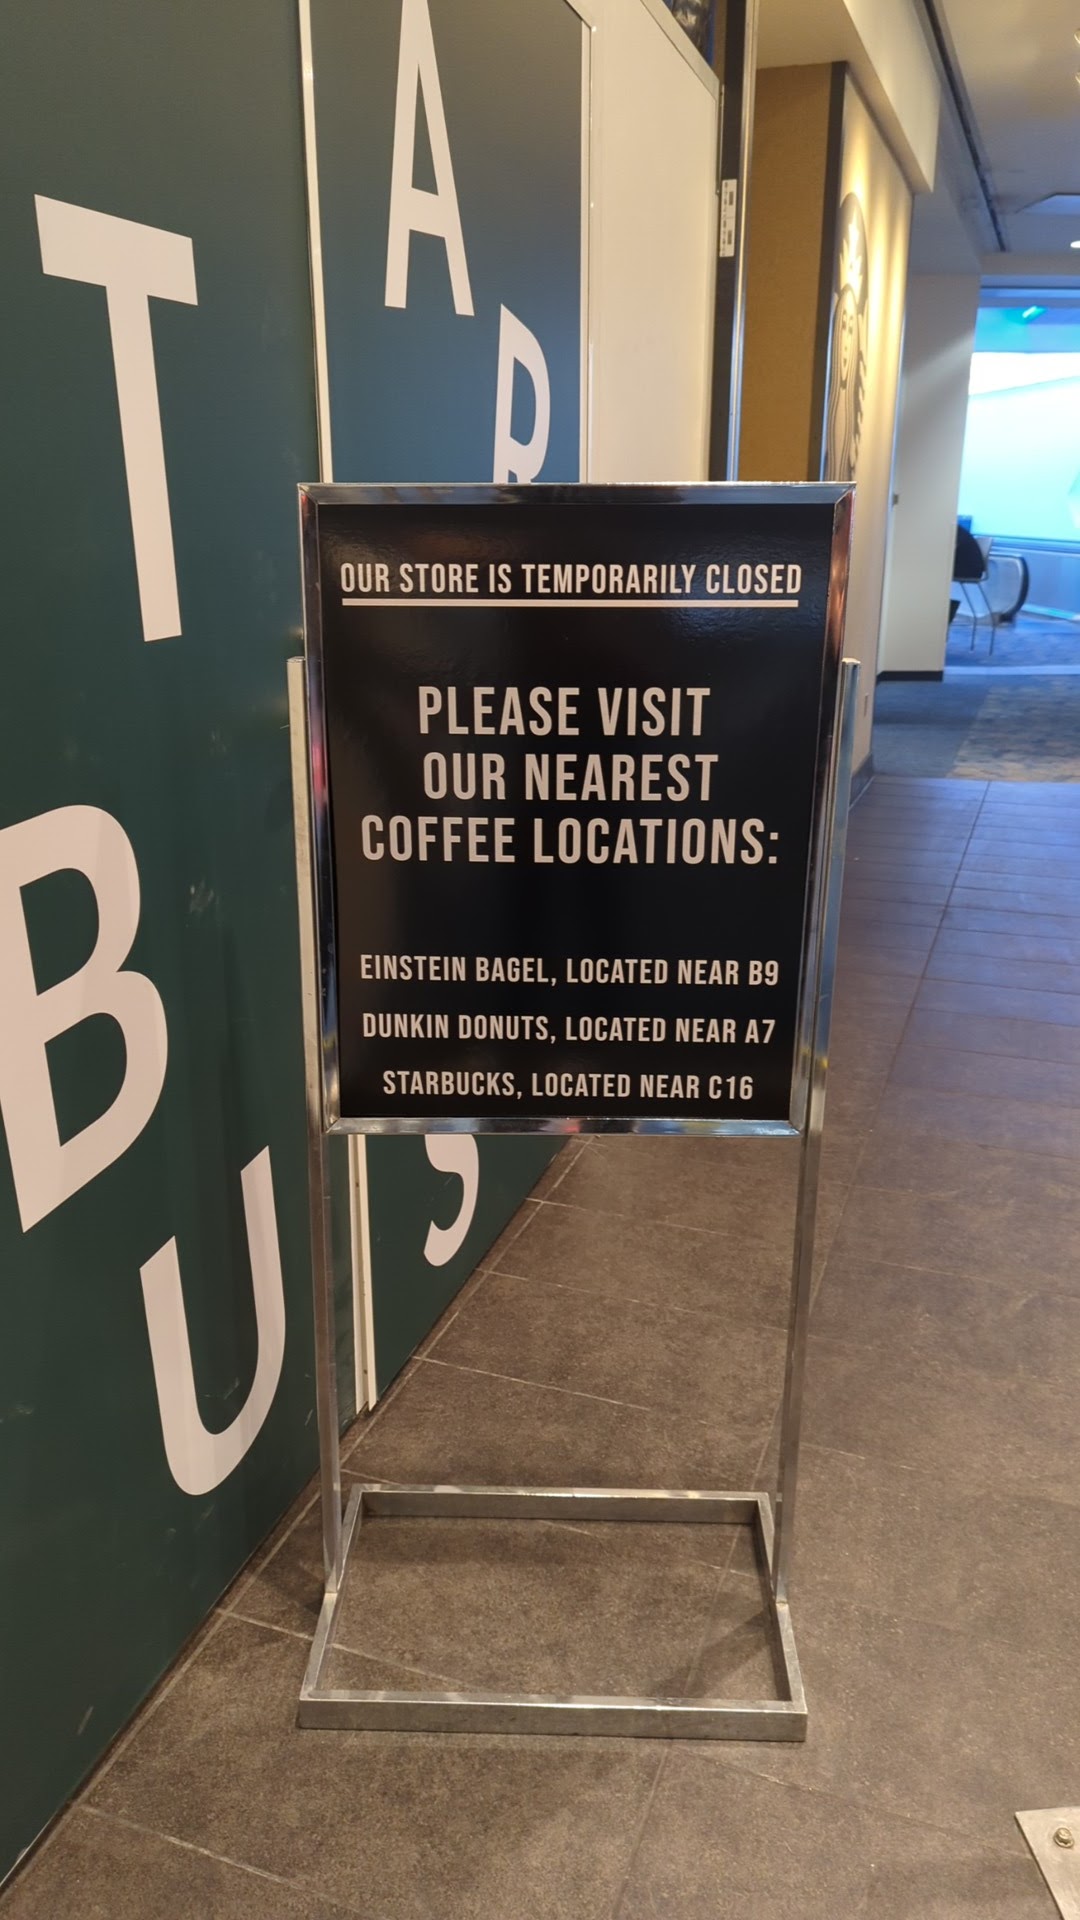 T
A
R
B
U
OUR STORE IS TEMPORARILY CLOSED
PLEASE VISIT
OUR NEAREST
COFFEE LOCATIONS:
EINSTEIN BAGEL, LOCATED NEAR B9
DUNKIN DONUTS, LOCATED NEAR A7
STARBUCKS, LOCATED NEAR C16